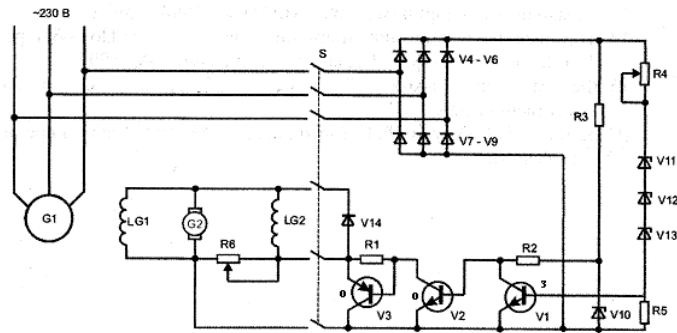 ~230 В
S
V4 - V6
R4
R3
V7 - V9
V11
V12
V13
G1
LG1
G2
LG2
R6
V14
R1
R2
0
V3
0
V2
3
V1
V10
R5